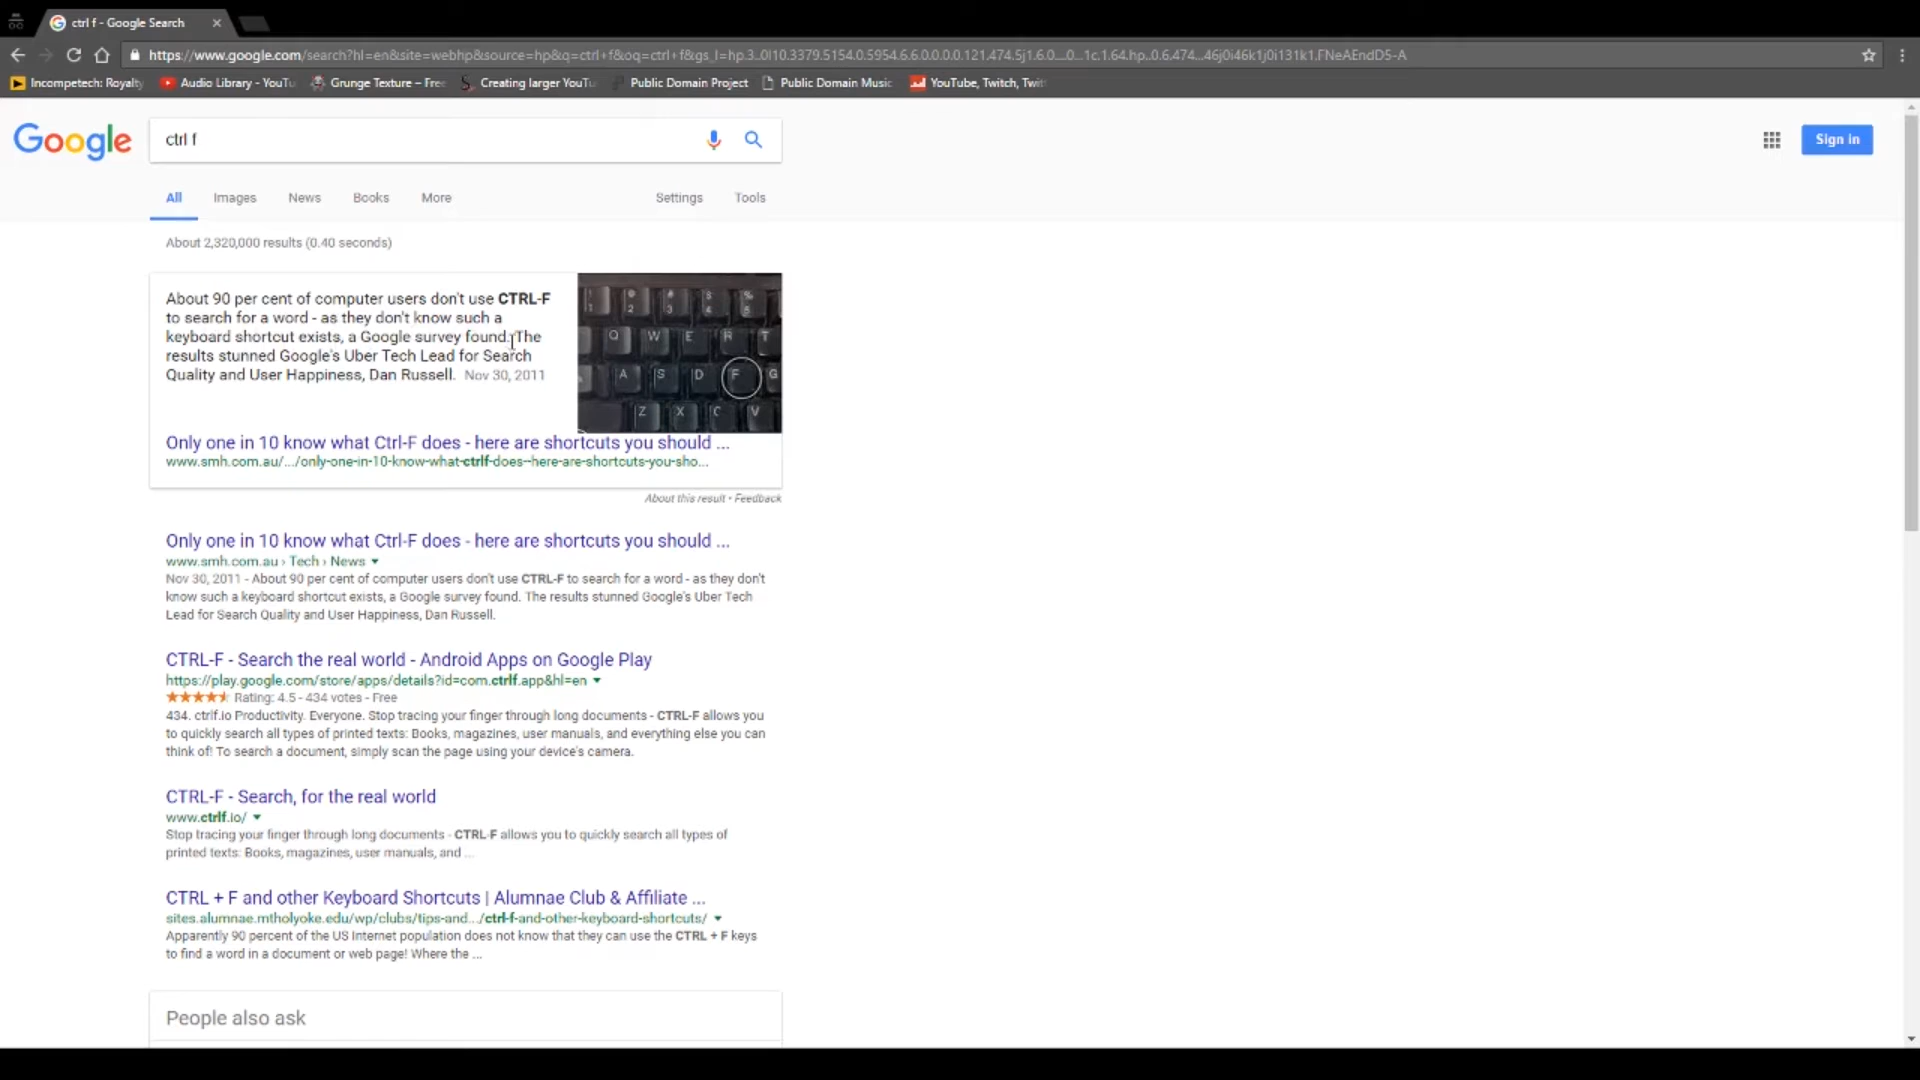 ctrl f - Google Search
https://www.google.com/search?hl=en&site=webhp&source=hp&q=ctrl+f&oq=ctrl+f&gs_l=hp.3..0l10.3379.5154.0.5954.6.6.0.0.0.0.121.474.5j1.6.0....0...1c.1.64.hp..0.6.474...46j0i46k1j0i131k1.FNeAEndD5-A
Incompetech: Royalty
Audio Library - YouTu
Grunge Texture – Free
Creating larger YouTu
Public Domain Project
Public Domain Music
YouTube, Twitch, Twit
Google
ctrl f
Sign in
All Images News Books More Settings Tools
About 2,320,000 results (0.40 seconds)
About 90 per cent of computer users don't use CTRL-F
to search for a word - as they don't know such a
keyboard shortcut exists, a Google survey found. The
results stunned Google's Uber Tech Lead for Search
Quality and User Happiness, Dan Russell. Nov 30, 2011
1 2 3 4 5
Q W E R T
A S D F G
Z X C V
Only one in 10 know what Ctrl-F does - here are shortcuts you should ...
www.smh.com.au/.../only-one-in-10-know-what-ctrlf-does--here-are-shortcuts-you-sho...
About this result • Feedback
Only one in 10 know what Ctrl-F does - here are shortcuts you should ...
www.smh.com.au › Tech › News
Nov 30, 2011 - About 90 per cent of computer users don't use CTRL-F to search for a word - as they don't
know such a keyboard shortcut exists, a Google survey found. The results stunned Google's Uber Tech
Lead for Search Quality and User Happiness, Dan Russell.
CTRL-F - Search the real world - Android Apps on Google Play
https://play.google.com/store/apps/details?id=com.ctrlf.app&hl=en
Rating: 4.5 - 434 votes - Free
434. ctrlf.io Productivity. Everyone. Stop tracing your finger through long documents - CTRL-F allows you
to quickly search all types of printed texts: Books, magazines, user manuals, and everything else you can
think of! To search a document, simply scan the page using your device's camera.
CTRL-F - Search, for the real world
www.ctrlf.io/
Stop tracing your finger through long documents - CTRL-F allows you to quickly search all types of
printed texts: Books, magazines, user manuals, and ...
CTRL + F and other Keyboard Shortcuts | Alumnae Club & Affiliate ...
sites.alumnae.mtholyoke.edu/wp/clubs/tips-and.../ctrl-f-and-other-keyboard-shortcuts/
Apparently 90 percent of the US Internet population does not know that they can use the CTRL + F keys
to find a word in a document or web page! Where the ...
People also ask